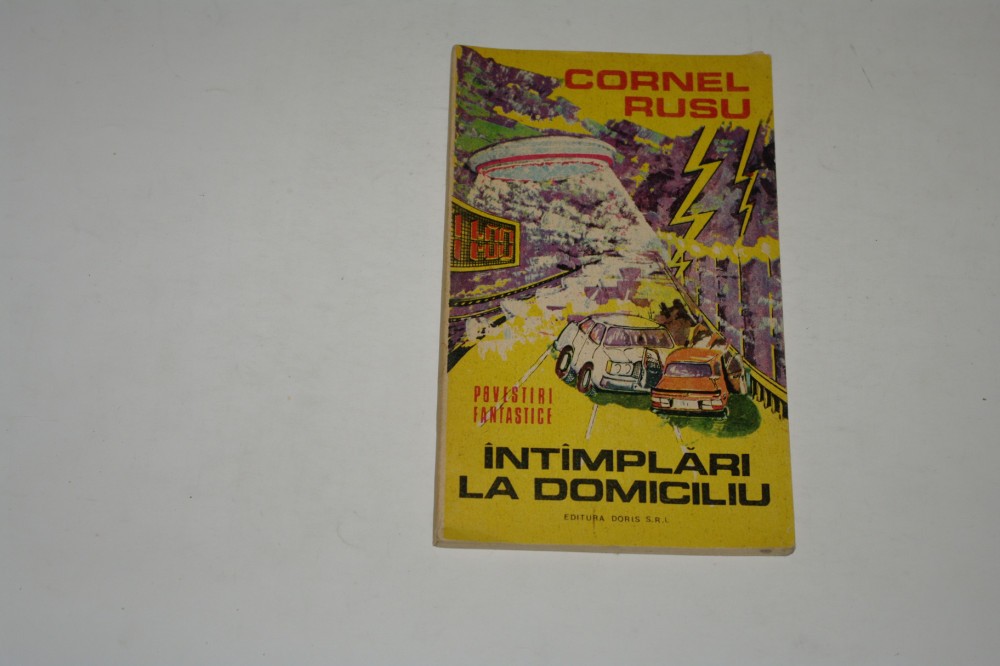 CORNEL
RUSU
POVESTIRI
FANTASTICE
ÎNTÎMPLĂRI
LA DOMICILIU
EDITURA DORIS S.R.L.